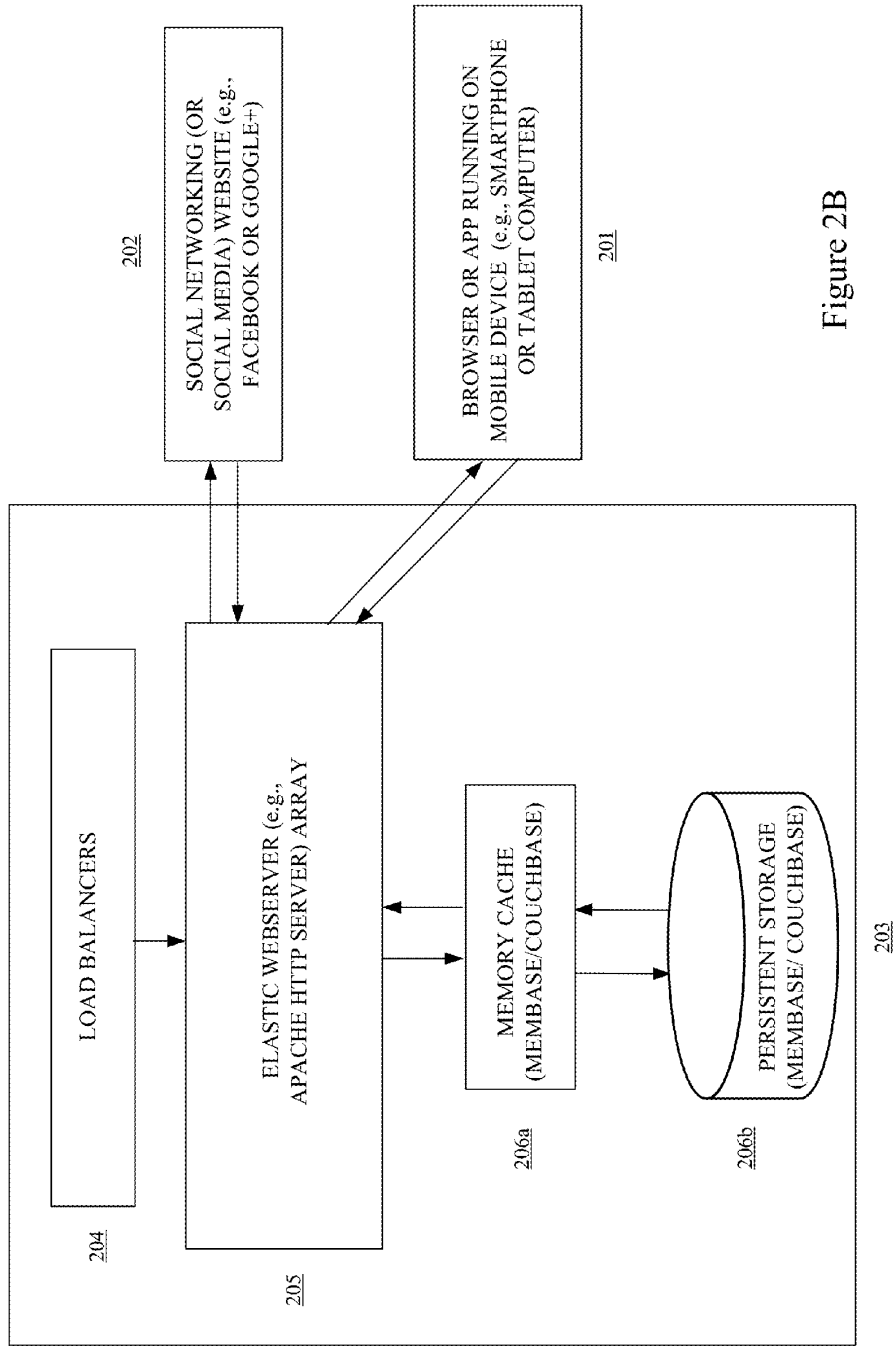 LOAD BALANCERS
204
ELASTIC WEBSERVER (e.g.,
APACHE HTTP SERVER) ARRAY
205
MEMORY CACHE
(MEMBASE/COUCHBASE)
206a
PERSISTENT STORAGE
(MEMBASE/ COUCHBASE)
206b
203
202
SOCIAL NETWORKING (OR
SOCIAL MEDIA) WEBSITE (e.g.,
FACEBOOK OR GOOGLE+)
BROWSER OR APP RUNNING ON
MOBILE DEVICE (e.g., SMARTPHONE
OR TABLET COMPUTER)
201
Figure 2B